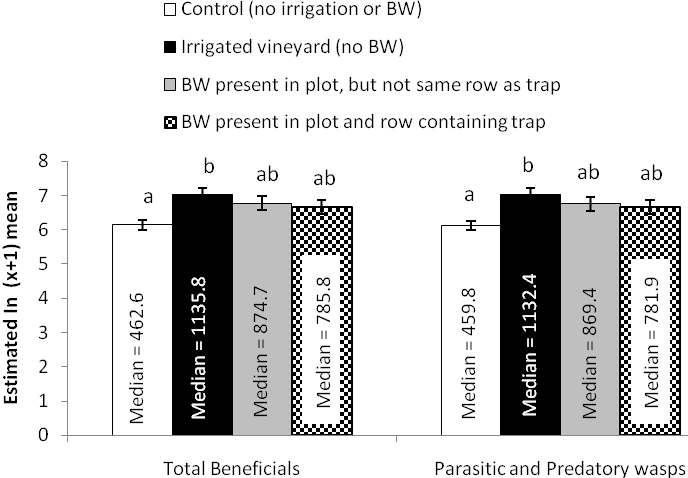 Control (no irrigation or BW)
Irrigated vineyard (no BW)
BW present in plot, but not same row as trap
BW present in plot and row containing trap
Estimated ln (x+1) mean
8
7
6
5
4
3
2
1
0
a
b
ab
ab
a
b
ab
ab
Median = 462.6
Median = 1135.8
Median = 874.7
Median = 785.8
Median = 459.8
Median = 1132.4
Median = 869.4
Median = 781.9
Total Beneficials
Parasitic and Predatory wasps